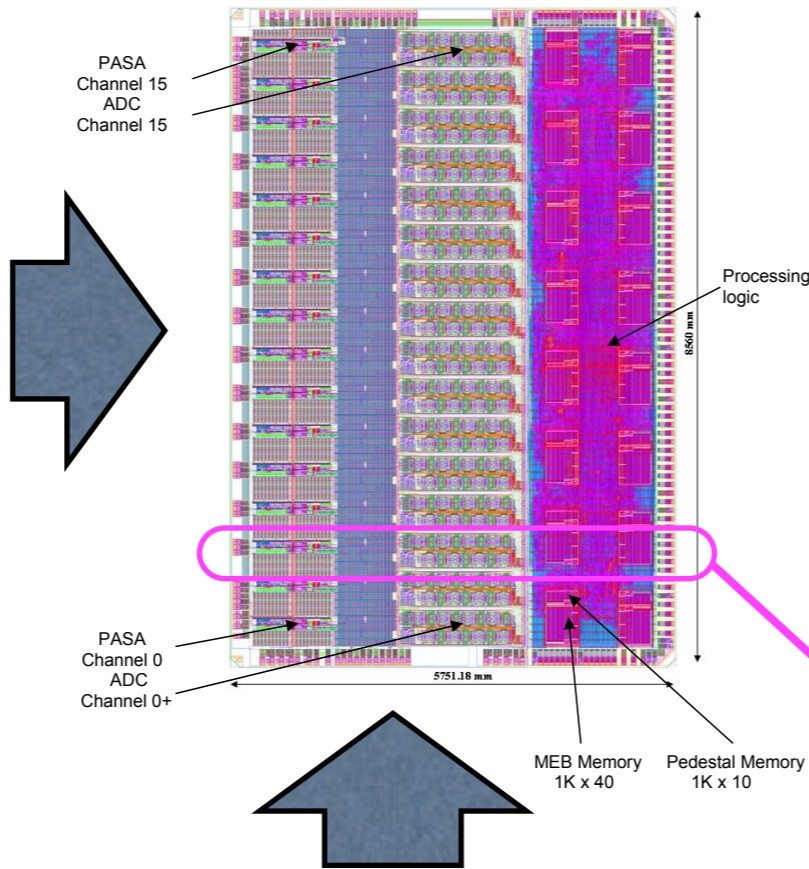 PASA
Channel 15
ADC
Channel 15
Processing
logic
8560 mm
PASA
Channel 0
ADC
Channel 0+
5751.18 mm
MEB Memory
1K x 40
Pedestal Memory
1K x 10